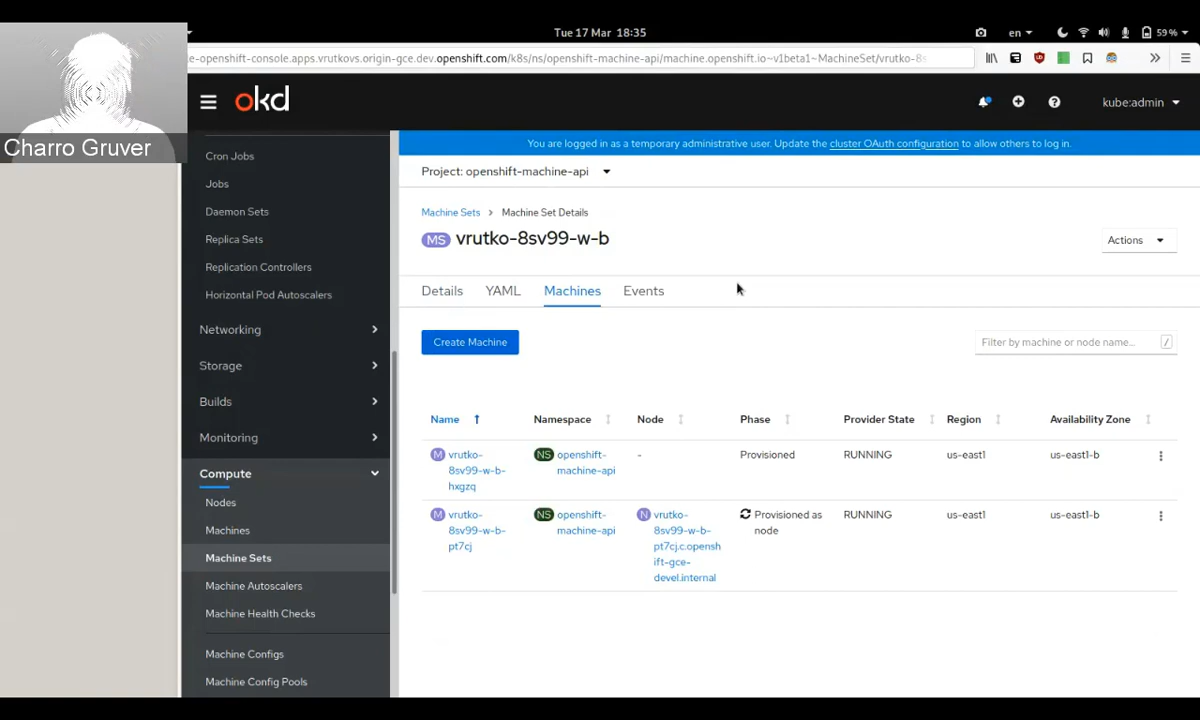 Tue 17 Mar 18:35
en
59 %
e-openshift-console.apps.vrutkovs.origin-gce.dev.openshift.com/k8s/ns/openshift-machine-api/machine.openshift.io~v1beta1~MachineSet/vrutko-8s
okd
kube:admin
Charro Gruver
You are logged in as a temporary administrative user. Update the cluster OAuth configuration to allow others to log in.
Cron Jobs
Jobs
Daemon Sets
Replica Sets
Replication Controllers
Horizontal Pod Autoscalers
Networking
Storage
Builds
Monitoring
Compute
Nodes
Machines
Machine Sets
Machine Autoscalers
Machine Health Checks
Machine Configs
Machine Config Pools
Project: openshift-machine-api
Machine Sets > Machine Set Details
MS vrutko-8sv99-w-b
Actions
Details YAML Machines Events
Create Machine
Filter by machine or node name... /
Name Namespace Node Phase Provider State Region Availability Zone
M vrutko-
8sv99-w-b-
hxgzq
NS openshift-
machine-api
-
Provisioned
RUNNING
us-east1
us-east1-b
M vrutko-
8sv99-w-b-
pt7cj
NS openshift-
machine-api
N vrutko-
8sv99-w-b-
pt7cj.c.opensh
ift-gce-
devel.internal
Provisioned as
node
RUNNING
us-east1
us-east1-b